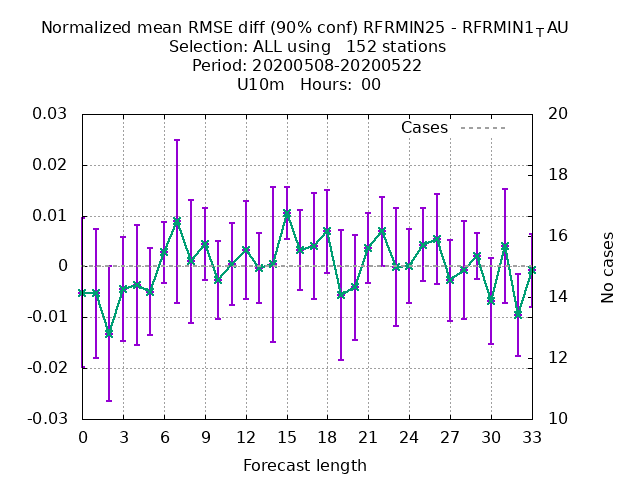 Normalized mean RMSE diff (90% conf) RFRMIN25 - RFRMIN1_TAU
Selection: ALL using   152 stations
Period: 20200508-20200522
U10m   Hours:  00
Cases
0.03
0.02
0.01
0
-0.01
-0.02
-0.03
20
18
16
14
12
10
No cases
0 3 6 9 12 15 18 21 24 27 30 33
Forecast length